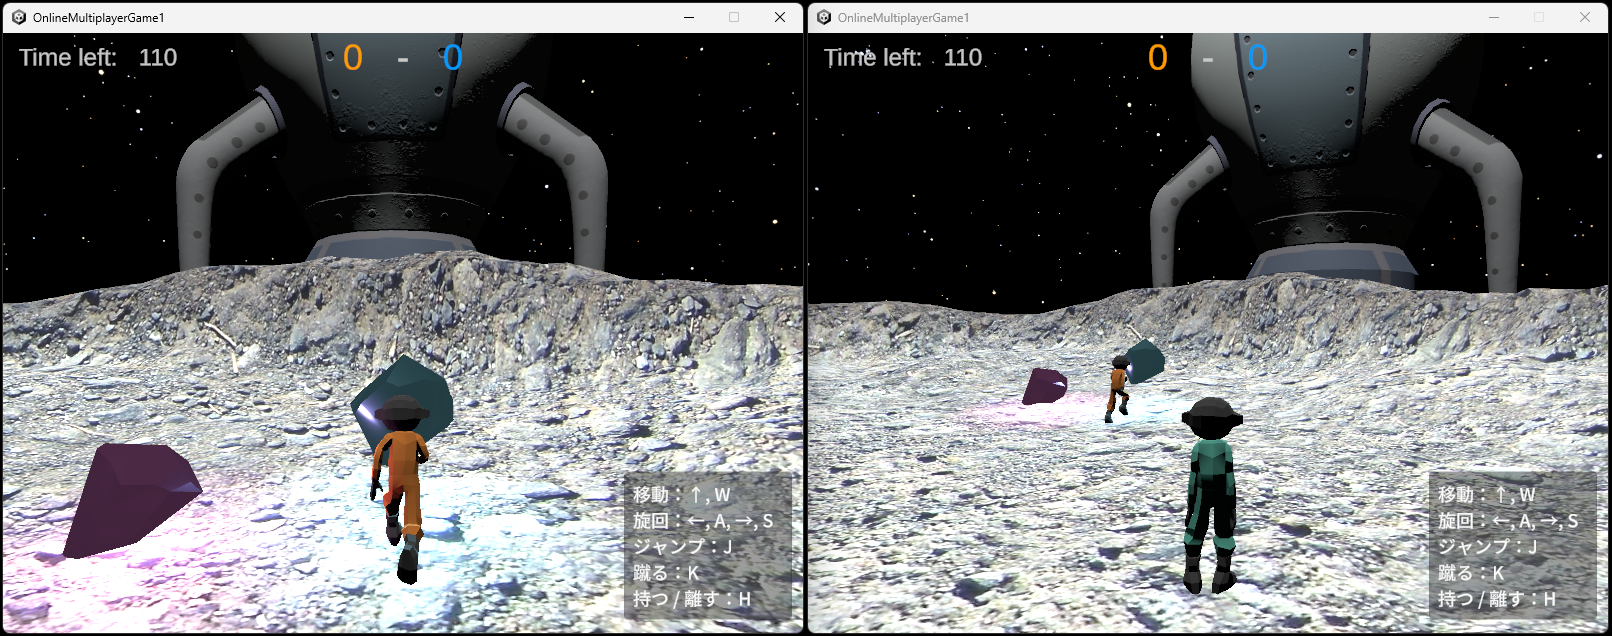 OnlineMultiplayerGame1
Time left: 110
0 - 0
移動：↑, W
旋回：←, A, →, S
ジャンプ：J
蹴る：K
持つ / 離す：H
OnlineMultiplayerGame1
Time left: 110
0 - 0
移動：↑, W
旋回：←, A, →, S
ジャンプ：J
蹴る：K
持つ / 離す：H